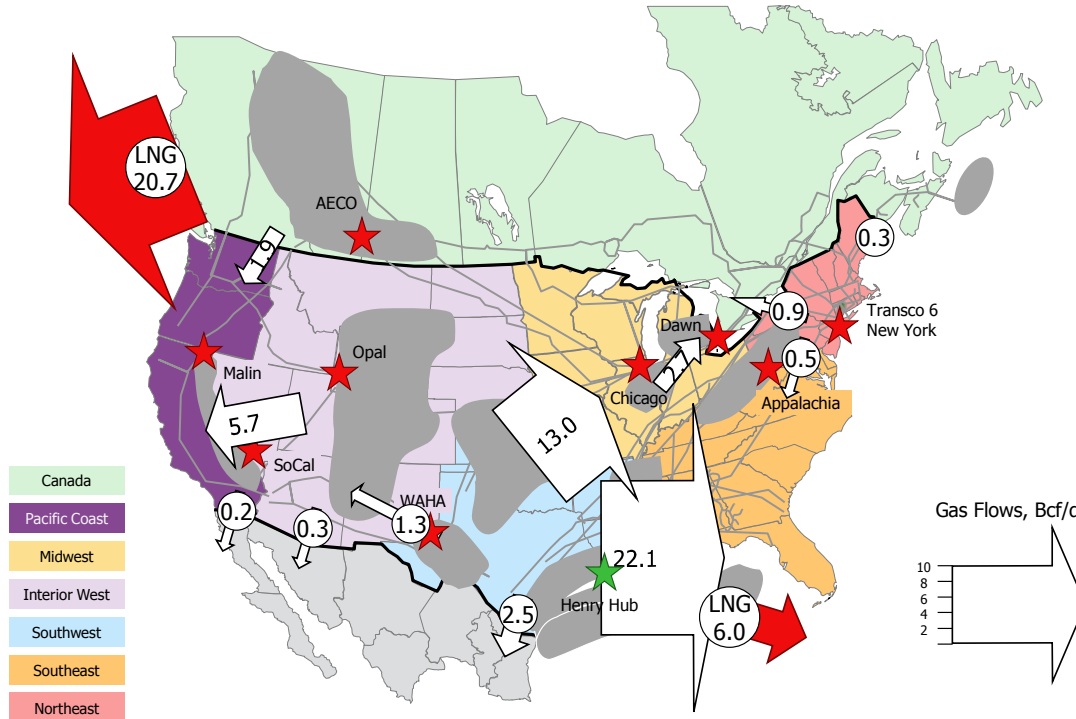 LNG
20.7
AECO
1.9
0.3
0.9
Transco 6
New York
Dawn
Opal
Malin
0.5
Chicago
Appalachia
5.7
13.0
SoCal
WAHA
0.2
0.3
1.3
22.1
Henry Hub
2.5
LNG
6.0
Canada
Pacific Coast
Midwest
Interior West
Southwest
Southeast
Northeast
Gas Flows, Bcf/d
10
8
6
4
2